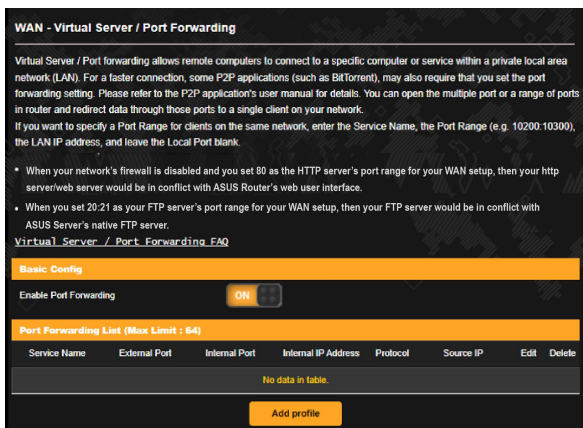 WAN - Virtual Server / Port Forwarding
Virtual Server / Port forwarding allows remote computers to connect to a specific computer or service within a private local area
network (LAN). For a faster connection, some P2P applications (such as BitTorrent), may also require that you set the port
forwarding setting. Please refer to the P2P application's user manual for details. You can open the multiple port or a range of ports
in router and redirect data through those ports to a single client on your network.
If you want to specify a Port Range for clients on the same network, enter the Service Name, the Port Range (e.g. 10200:10300),
the LAN IP address, and leave the Local Port blank.
• When your network's firewall is disabled and you set 80 as the HTTP server's port range for your WAN setup, then your http
server/web server would be in conflict with ASUS Router's web user interface.
• When you set 20:21 as your FTP server's port range for your WAN setup, then your FTP server would be in conflict with
ASUS Server's native FTP server.
Virtual Server / Port Forwarding FAQ
Basic Config
Enable Port Forwarding ON
Port Forwarding List (Max Limit : 64)
Service Name External Port Internal Port Internal IP Address Protocol Source IP Edit Delete
No data in table.
Add profile